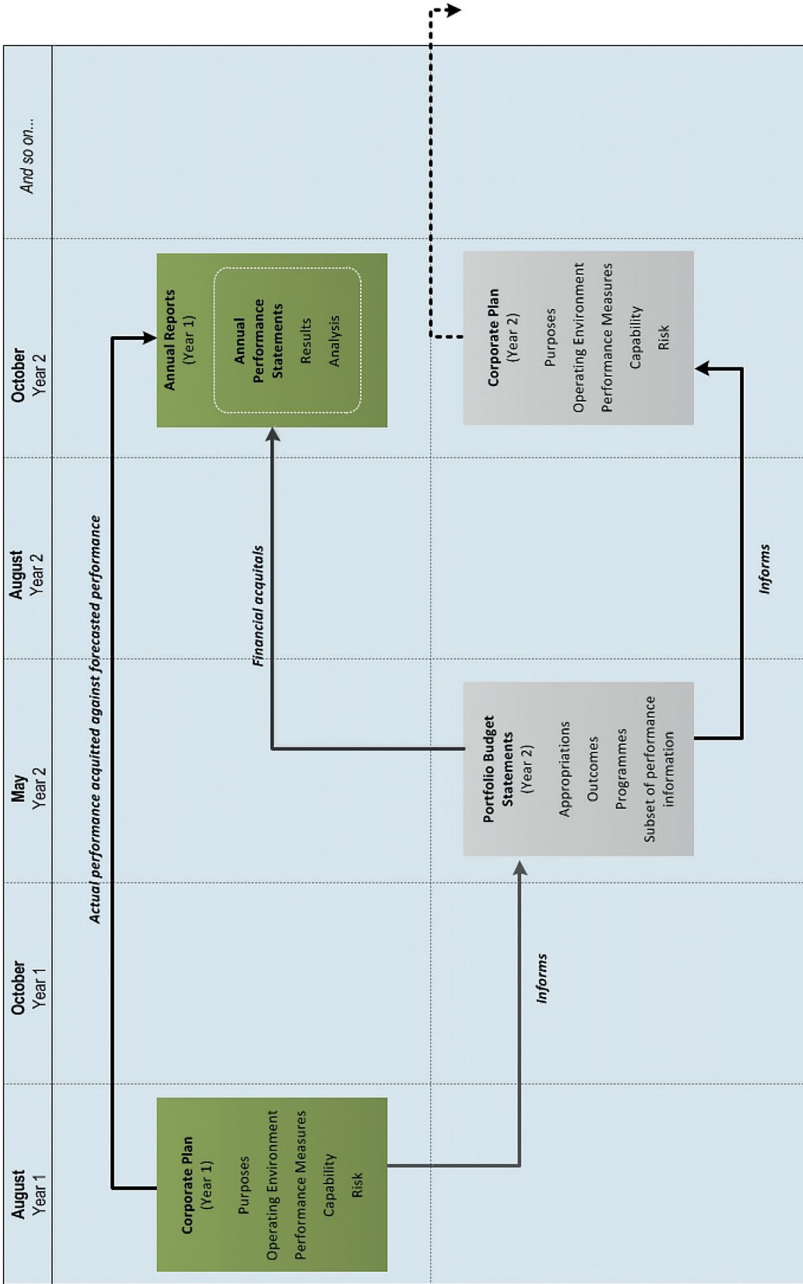 August
Year 1
October
Year 1
May
Year 2
August
Year 2
October
Year 2
And so on...
Actual performance acquitted against forecasted performance
Corporate Plan
(Year 1)
Purposes
Operating Environment
Performance Measures
Capability
Risk
Financial acquitals
Annual Reports
(Year 1)
Annual
Performance
Statements
Results
Analysis
Informs
Portfolio Budget
Statements
(Year 2)
Appropriations
Outcomes
Programmes
Subset of performance
information
Informs
Corporate Plan
(Year 2)
Purposes
Operating Environment
Performance Measures
Capability
Risk